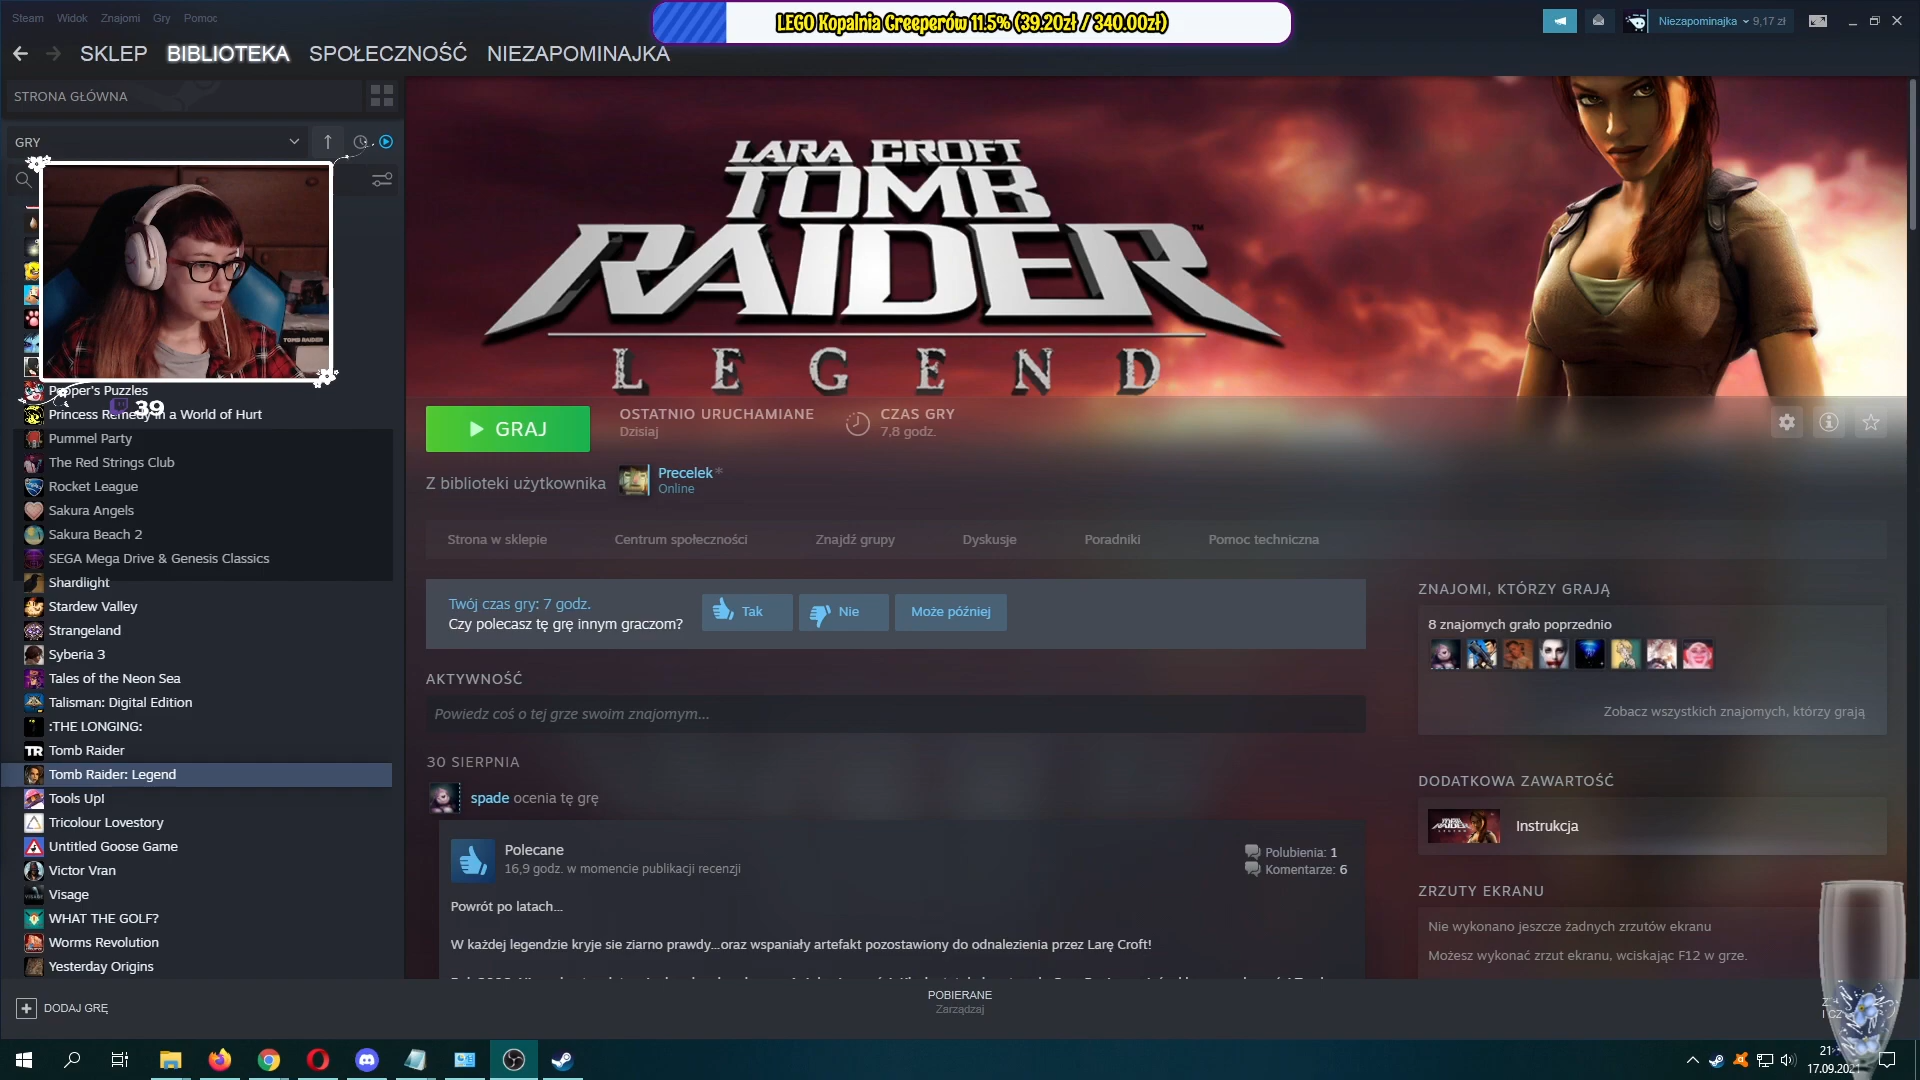 Steam Widok Znajomi Gry Pomoc
LEGO Kopalnia Creeperów 11.5% (39.20zł / 340.00zł)
Niezapominajka 9,17 zł
SKLEP BIBLIOTEKA SPOŁECZNOŚĆ NIEZAPOMINAJKA
STRONA GŁÓWNA
GRY
TOMB RAIDER
Pepper's Puzzles
39
Princess Remedy in a World of Hurt
Pummel Party
The Red Strings Club
Rocket League
Sakura Angels
Sakura Beach 2
SEGA Mega Drive & Genesis Classics
Shardlight
Stardew Valley
Strangeland
Syberia 3
Tales of the Neon Sea
Talisman: Digital Edition
:THE LONGING:
Tomb Raider
Tomb Raider: Legend
Tools Up!
Tricolour Lovestory
Untitled Goose Game
Victor Vran
Visage
WHAT THE GOLF?
Worms Revolution
Yesterday Origins
DODAJ GRĘ
LARA CROFT
TOMB
RAIDER™
LEGEND
GRAJ
OSTATNIO URUCHAMIANE
Dzisiaj
CZAS GRY
7,8 godz.
Z biblioteki użytkownika
Precelek*
Online
Strona w sklepie Centrum społeczności Znajdź grupy Dyskusje Poradniki Pomoc techniczna
Twój czas gry: 7 godz.
Czy polecasz tę grę innym graczom?
Tak Nie Może później
AKTYWNOŚĆ
Powiedz coś o tej grze swoim znajomym...
30 SIERPNIA
spade ocenia tę grę
Polecane
16,9 godz. w momencie publikacji recenzji
Polubienia: 1
Komentarze: 6
Powrót po latach...
W każdej legendzie kryje sie ziarno prawdy...oraz wspaniały artefakt pozostawiony do odnalezienia przez Larę Croft!
ZNAJOMI, KTÓRZY GRAJĄ
8 znajomych grało poprzednio
Zobacz wszystkich znajomych, którzy grają
DODATKOWA ZAWARTOŚĆ
Instrukcja
ZRZUTY EKRANU
Nie wykonano jeszcze żadnych zrzutów ekranu
Możesz wykonać zrzut ekranu, wciskając F12 w grze.
POBIERANE
Zarządzaj
17.09.2021